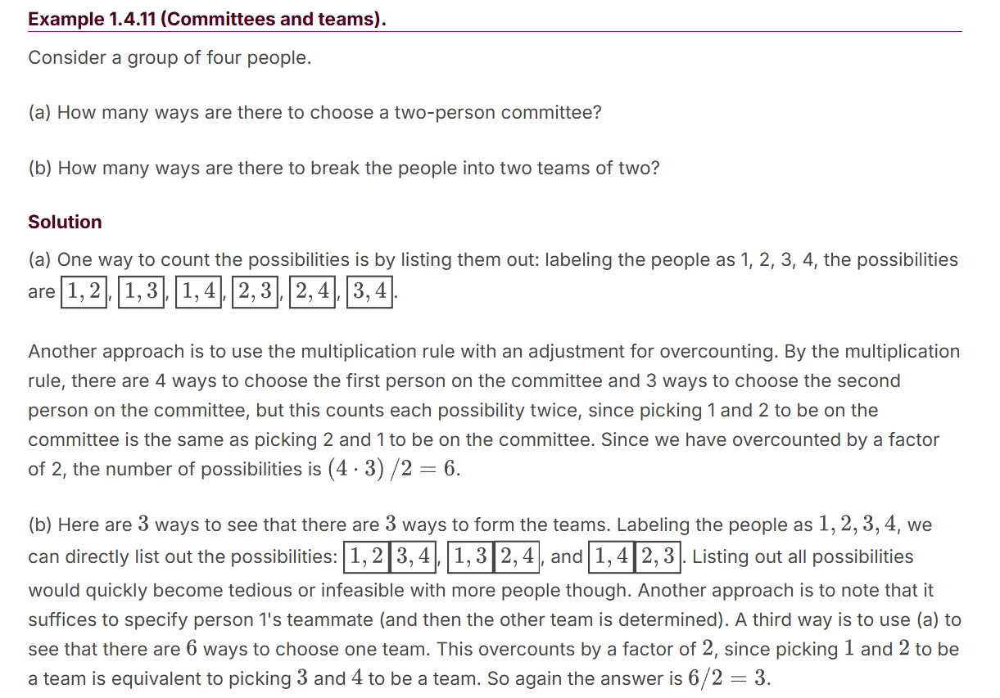 Example 1.4.11 (Committees and teams).
Consider a group of four people.
(a) How many ways are there to choose a two-person committee?
(b) How many ways are there to break the people into two teams of two?
Solution
(a) One way to count the possibilities is by listing them out: labeling the people as 1, 2, 3, 4, the possibilities
are 1, 2, 1, 3, 1, 4, 2, 3, 2, 4, 3, 4.
Another approach is to use the multiplication rule with an adjustment for overcounting. By the multiplication
rule, there are 4 ways to choose the first person on the committee and 3 ways to choose the second
person on the committee, but this counts each possibility twice, since picking 1 and 2 to be on the
committee is the same as picking 2 and 1 to be on the committee. Since we have overcounted by a factor
of 2, the number of possibilities is (4 · 3) /2 = 6.
(b) Here are 3 ways to see that there are 3 ways to form the teams. Labeling the people as 1, 2, 3, 4, we
can directly list out the possibilities: 1, 2 3, 4, 1, 3 2, 4, and 1, 4 2, 3. Listing out all possibilities
would quickly become tedious or infeasible with more people though. Another approach is to note that it
suffices to specify person 1's teammate (and then the other team is determined). A third way is to use (a) to
see that there are 6 ways to choose one team. This overcounts by a factor of 2, since picking 1 and 2 to be
a team is equivalent to picking 3 and 4 to be a team. So again the answer is 6/2 = 3.